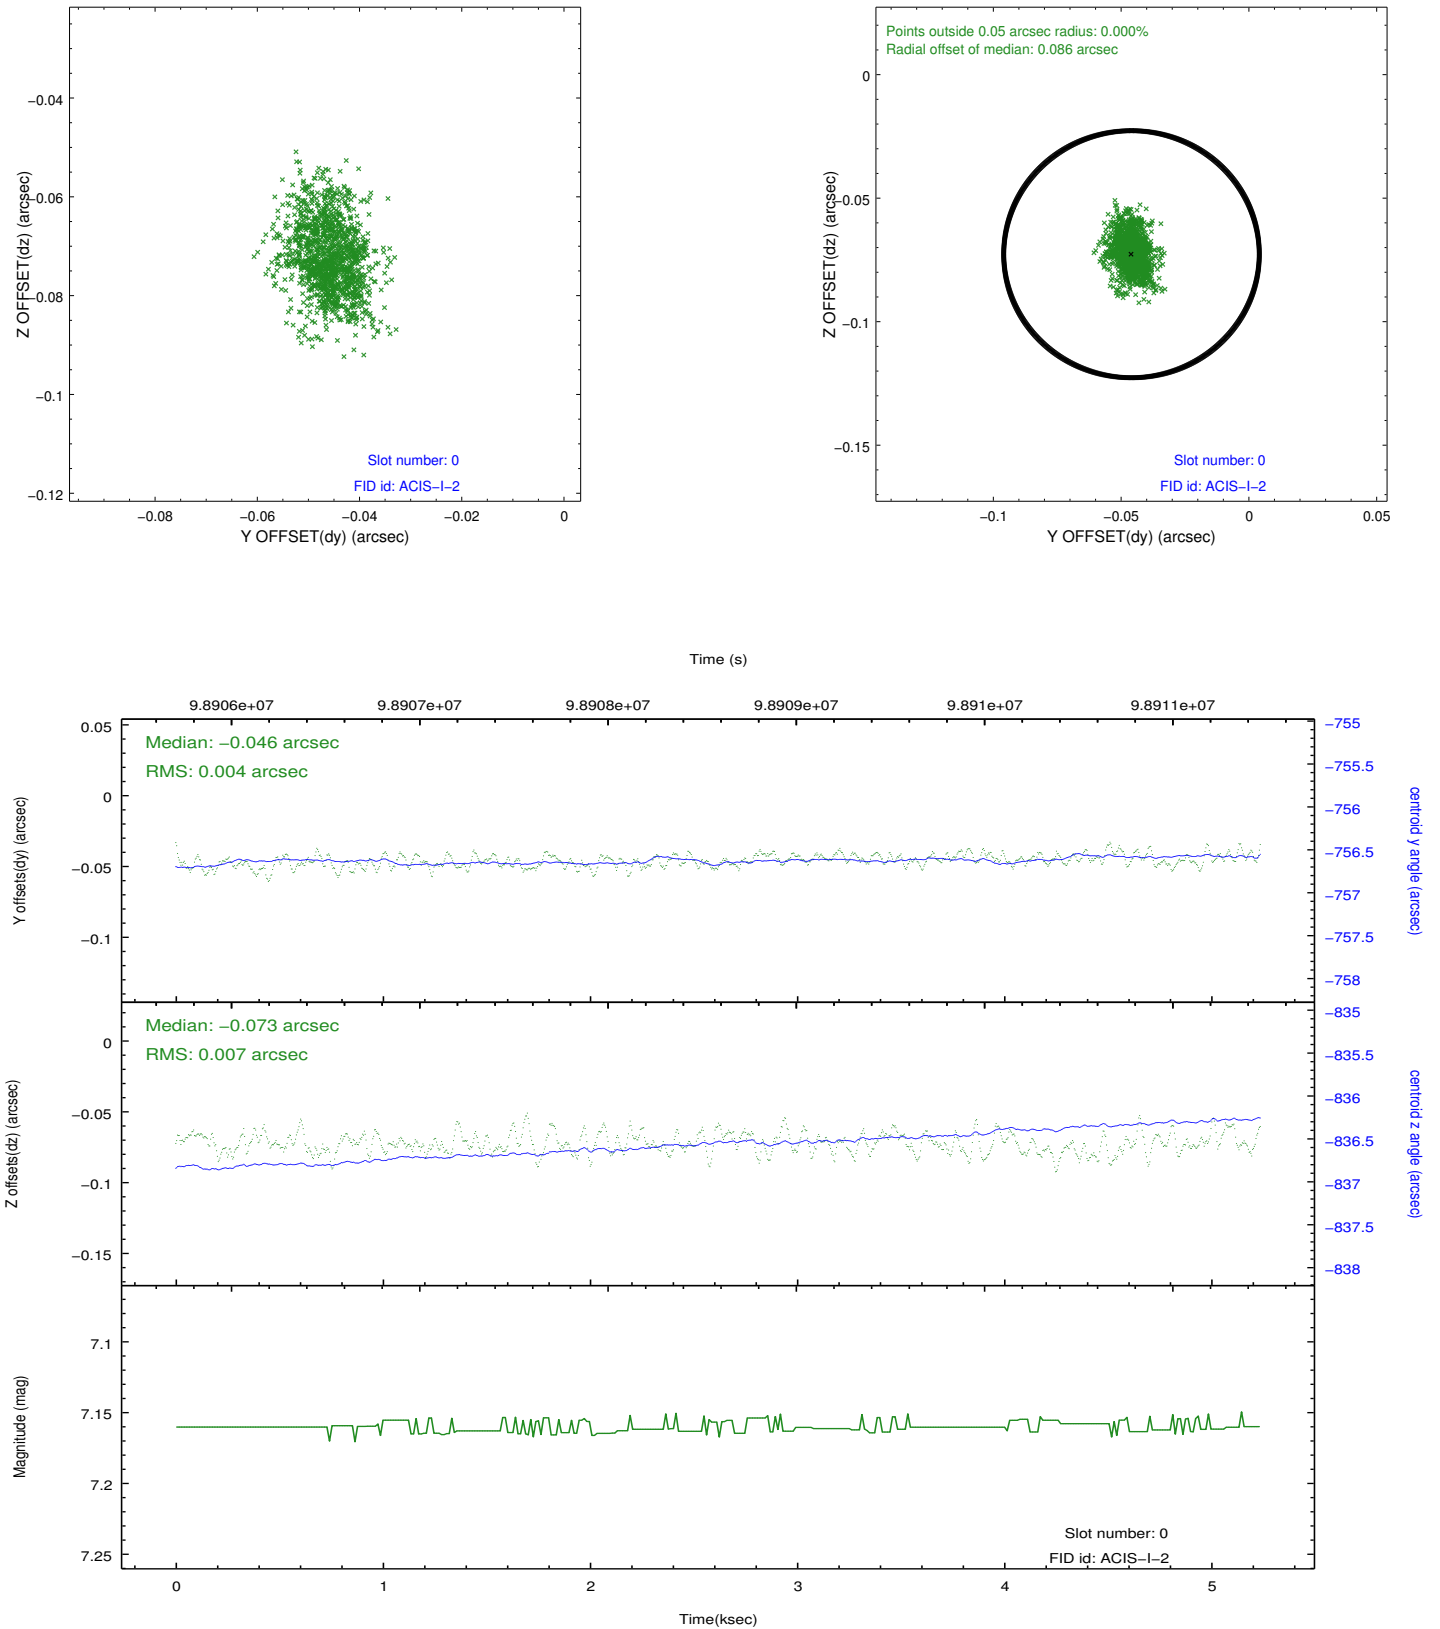 −0.04
−0.06
−0.08
−0.1
−0.12
Z OFFSET(dz) (arcsec)
Slot number: 0
FID id: ACIS−I−2
−0.08
−0.06
−0.04
−0.02
0
Y OFFSET(dy) (arcsec)
Points outside 0.05 arcsec radius: 0.000%
Radial offset of median: 0.086 arcsec
0
−0.05
−0.1
−0.15
Z OFFSET(dz) (arcsec)
Slot number: 0
FID id: ACIS−I−2
−0.1
−0.05
0
0.05
Y OFFSET(dy) (arcsec)
Time (s)
9.8906e+07
9.8907e+07
9.8908e+07
9.8909e+07
9.891e+07
9.8911e+07
Median: −0.046 arcsec
RMS: 0.004 arcsec
0.05
0
−0.05
−0.1
Y offsets(dy) (arcsec)
−755
−755.5
−756
−756.5
−757
−757.5
−758
centroid y angle (arcsec)
Median: −0.073 arcsec
RMS: 0.007 arcsec
0
−0.05
−0.1
−0.15
Z offsets(dz) (arcsec)
−835
−835.5
−836
−836.5
−837
−837.5
−838
centroid z angle (arcsec)
7.1
7.15
7.2
7.25
Magnitude (mag)
Slot number: 0
FID id: ACIS−I−2
0
1
2
3
4
5
Time(ksec)